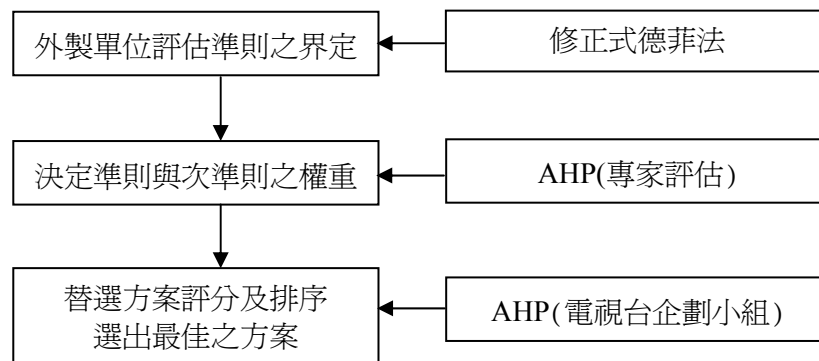 外製單位評估準則之界定
修正式德菲法
決定準則與次準則之權重
AHP(專家評估)
替選方案評分及排序
選出最佳之方案
AHP(電視台企劃小組)